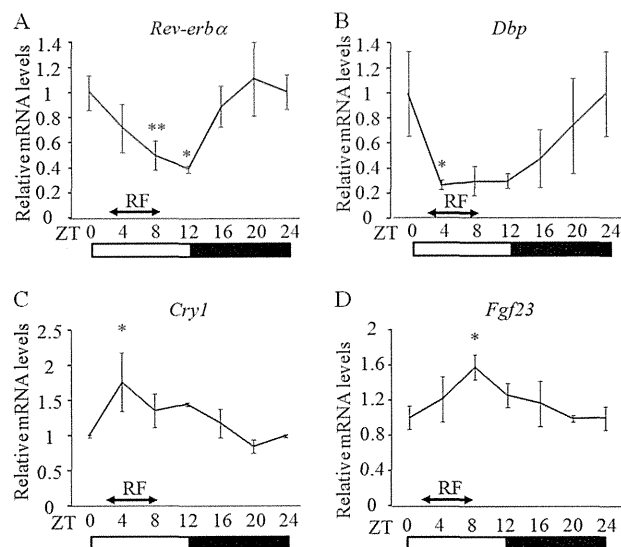 A
Rev-erbα
Relative mRNA levels
1.4
1.2
1
0.8
0.6
0.4
0.2
0
**
*
RF
ZT 0 4 8 12 16 20 24
B
Dbp
Relative mRNA levels
1.4
1.2
1
0.8
0.6
0.4
0.2
0
*
RF
ZT 0 4 8 12 16 20 24
C
Cry1
Relative mRNA levels
2.5
2
1.5
1
0.5
0
*
RF
ZT 0 4 8 12 16 20 24
D
Fgf23
Relative mRNA levels
2
1.6
1.2
0.8
0.4
0
*
RF
ZT 0 4 8 12 16 20 24